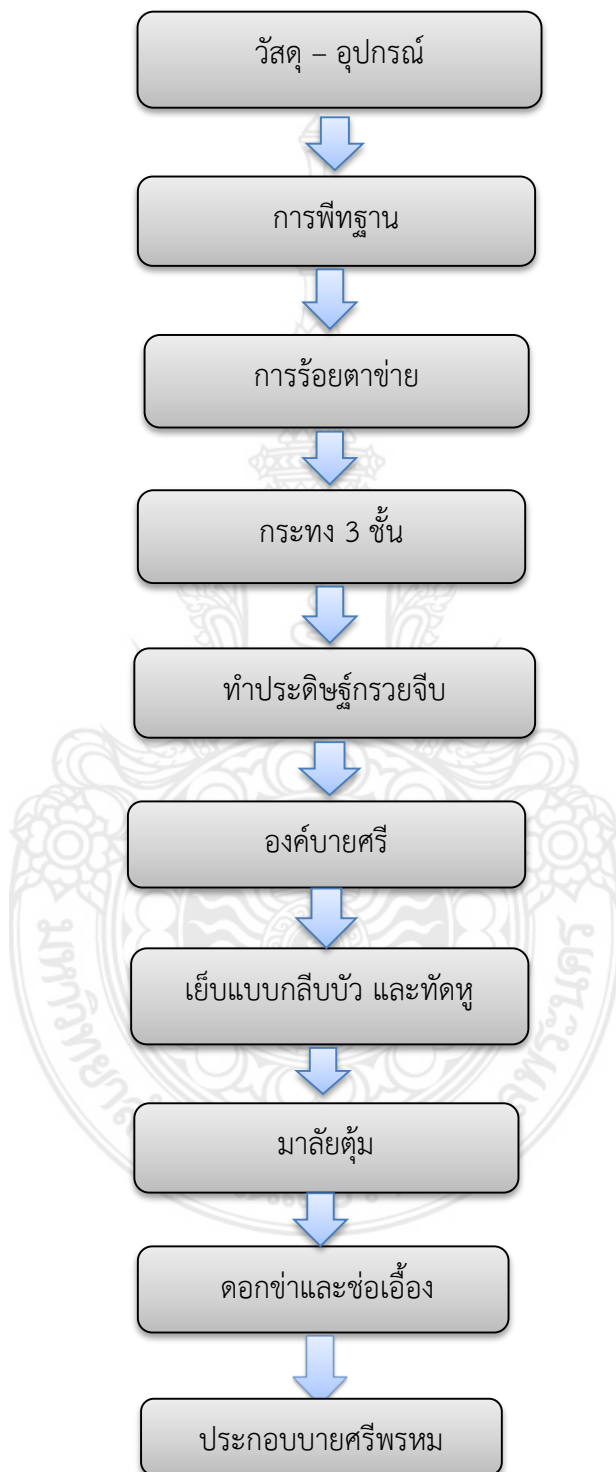 วัสดุ – อุปกรณ์
การพีทฐาน
การร้อยตาข่าย
กระทง 3 ชั้น
ทำประดิษฐ์กรวยจีบ
องค์บายศรี
เย็บแบบกลีบบัว และทัดหู
มาลัยตุ้ม
ดอกข่าและช่อเอื้อง
ประกอบบายศรีพรหม